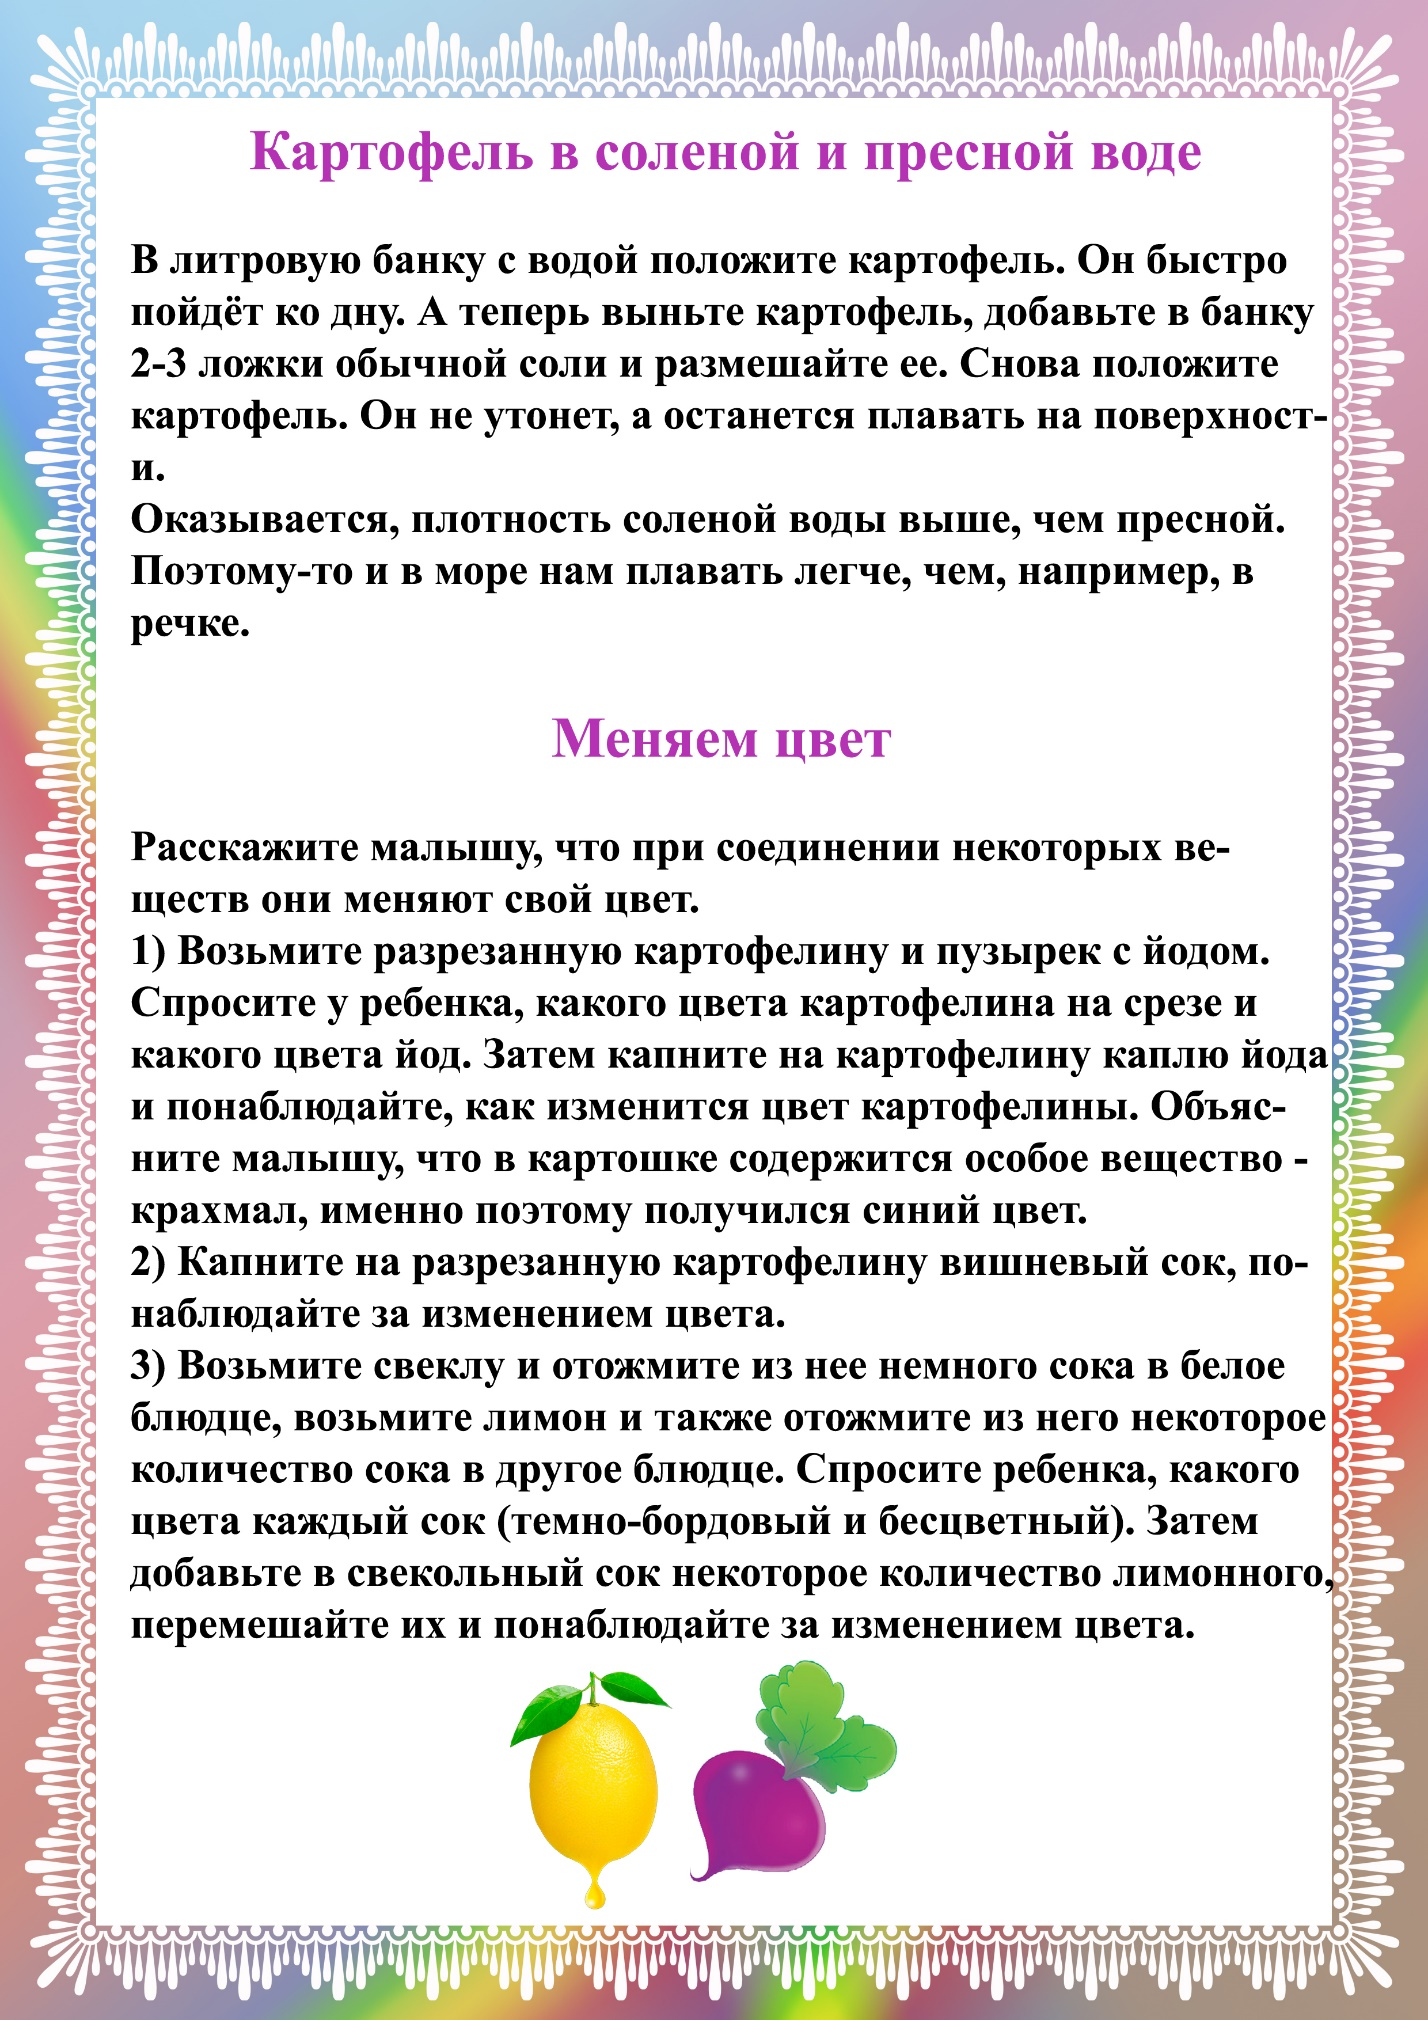 Картофель в соленой и пресной воде
В литровую банку с водой положите картофель. Он быстро
пойдёт ко дну. А теперь выньте картофель, добавьте в банку
2-3 ложки обычной соли и размешайте ее. Снова положите
картофель. Он не утонет, а останется плавать на поверхност-
и.
Оказывается, плотность соленой воды выше, чем пресной.
Поэтому-то и в море нам плавать легче, чем, например, в
речке.
Меняем цвет
Расскажите малышу, что при соединении некоторых ве-
ществ они меняют свой цвет.
1) Возьмите разрезанную картофелину и пузырек с йодом.
Спросите у ребенка, какого цвета картофелина на срезе и
какого цвета йод. Затем капните на картофелину каплю йода
и понаблюдайте, как изменится цвет картофелины. Объяс-
ните малышу, что в картошке содержится особое вещество -
крахмал, именно поэтому получился синий цвет.
2) Капните на разрезанную картофелину вишневый сок, по-
наблюдайте за изменением цвета.
3) Возьмите свеклу и отожмите из нее немного сока в белое
блюдце, возьмите лимон и также отожмите из него некоторое
количество сока в другое блюдце. Спросите ребенка, какого
цвета каждый сок (темно-бордовый и бесцветный). Затем
добавьте в свекольный сок некоторое количество лимонного,
перемешайте их и понаблюдайте за изменением цвета.